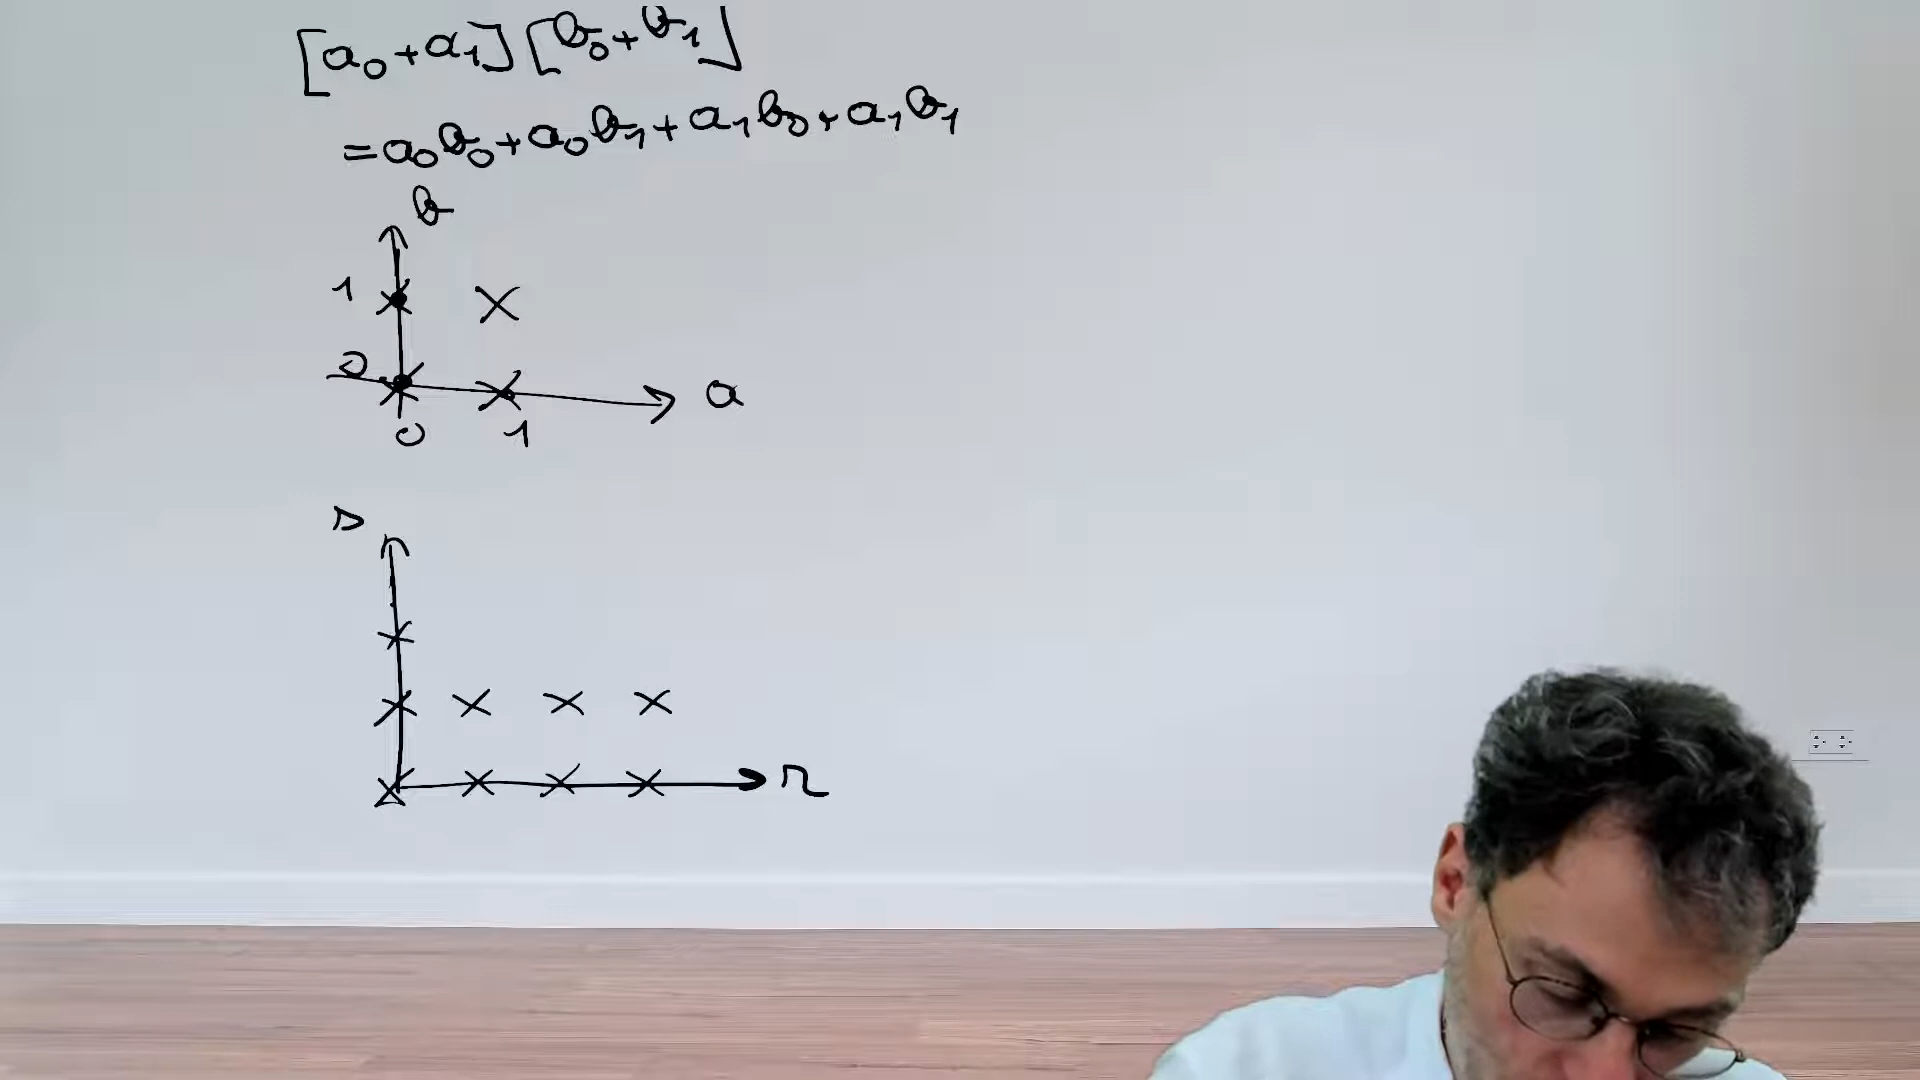 [a₀+a₁][b₀+b₁]
=a₀b₀+a₀b₁+a₁b₀+a₁b₁
b
1
0
a
0 1
s
r